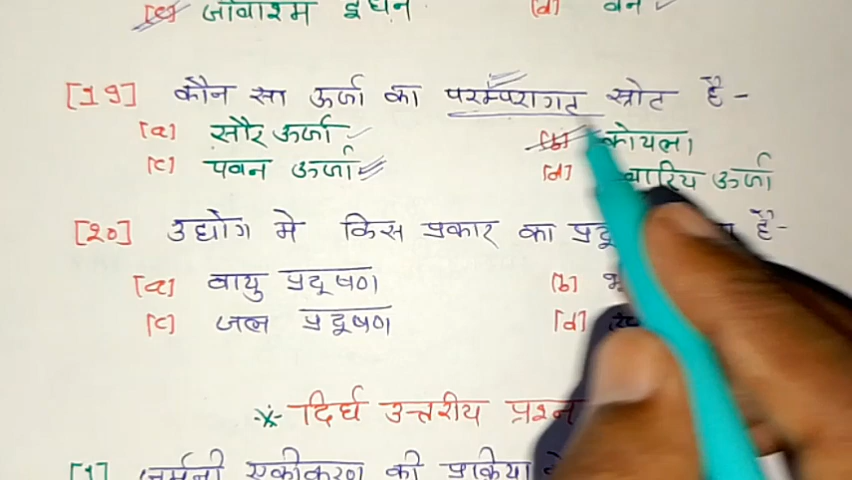 [c] जीवाश्म इंधन [d] वन
[19] कौन सा ऊर्जा का परम्परागत स्रोत है-
[a] सौर ऊर्जा [b] कोयला
[c] पवन ऊर्जा [d] ऊर्जा
[20] उद्योग मे किस प्रकार का है-
[a] वायु प्रदूषण [b]
[c] जल प्रदूषण [d]
* दिर्घ उत्तरीय प्रश्न
[1] जर्मनी एकीकरण की प्रक्रिया